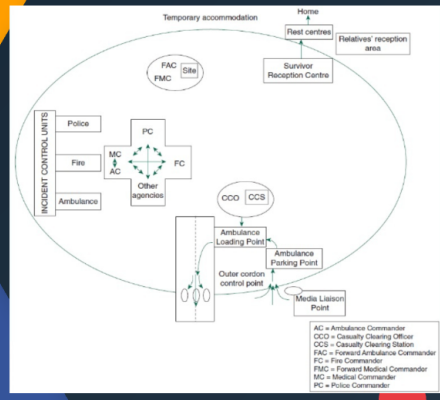 Home
Temporary accommodation
Rest centres
Relatives' reception
area
FAC
FMC
Site
Survivor
Reception Centre
INCIDENT CONTROL UNITS
Police
Fire
Ambulance
PC
MC
AC
FC
Other
agencies
CCO
CCS
Ambulance
Loading Point
Ambulance
Parking Point
Outer cordon
control point
Media Liaison
Point
AC = Ambulance Commander
CCO = Casualty Clearing Officer
CCS = Casualty Clearing Station
FAC = Forward Ambulance Commander
FC = Fire Commander
FMC = Forward Medical Commander
MC = Medical Commander
PC = Police Commander